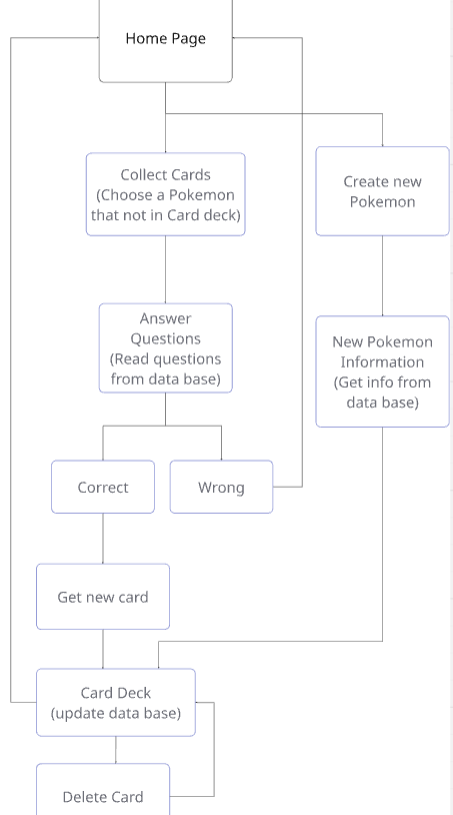 Home Page
Collect Cards
(Choose a Pokemon
that not in Card deck)
Create new
Pokemon
Answer
Questions
(Read questions
from data base)
New Pokemon
Information
(Get info from
data base)
Correct
Wrong
Get new card
Card Deck
(update data base)
Delete Card